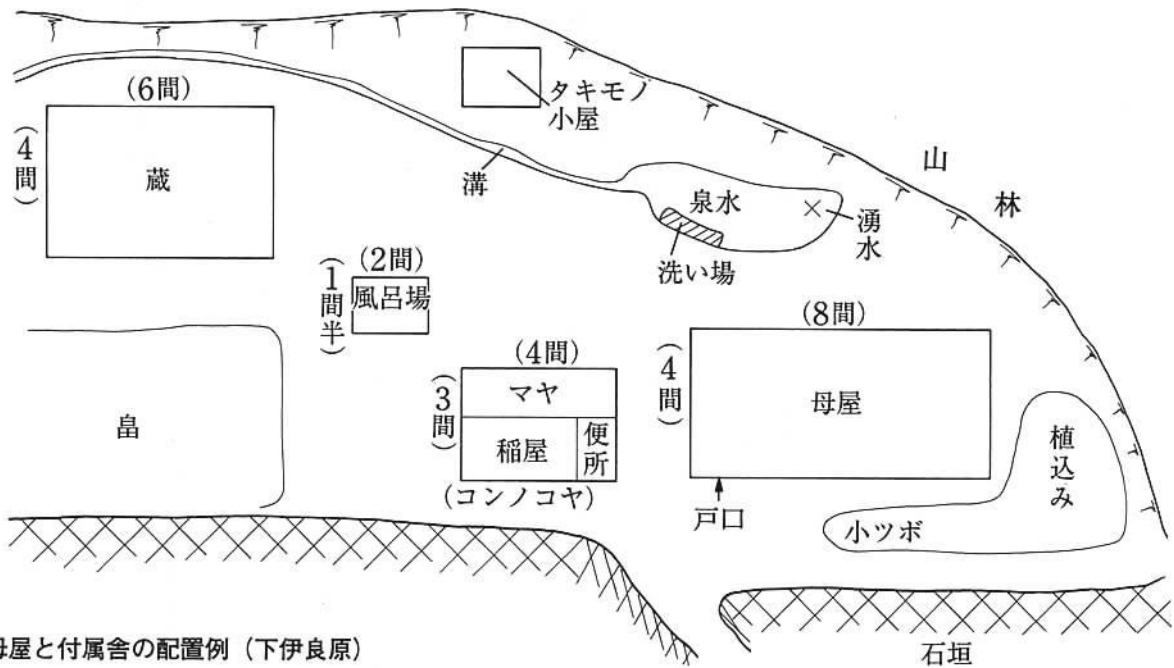 (6間)
(4間)
蔵
タキモノ
小屋
溝
泉水
湧水
洗い場
山林
(2間)
(1間半)
風呂場
(4間)
(3間)
マヤ
稲屋
便所
(コンノコヤ)
(8間)
(4間)
母屋
戸口
植込み
小ツボ
畠
石垣
母屋と付属舎の配置例（下伊良原）